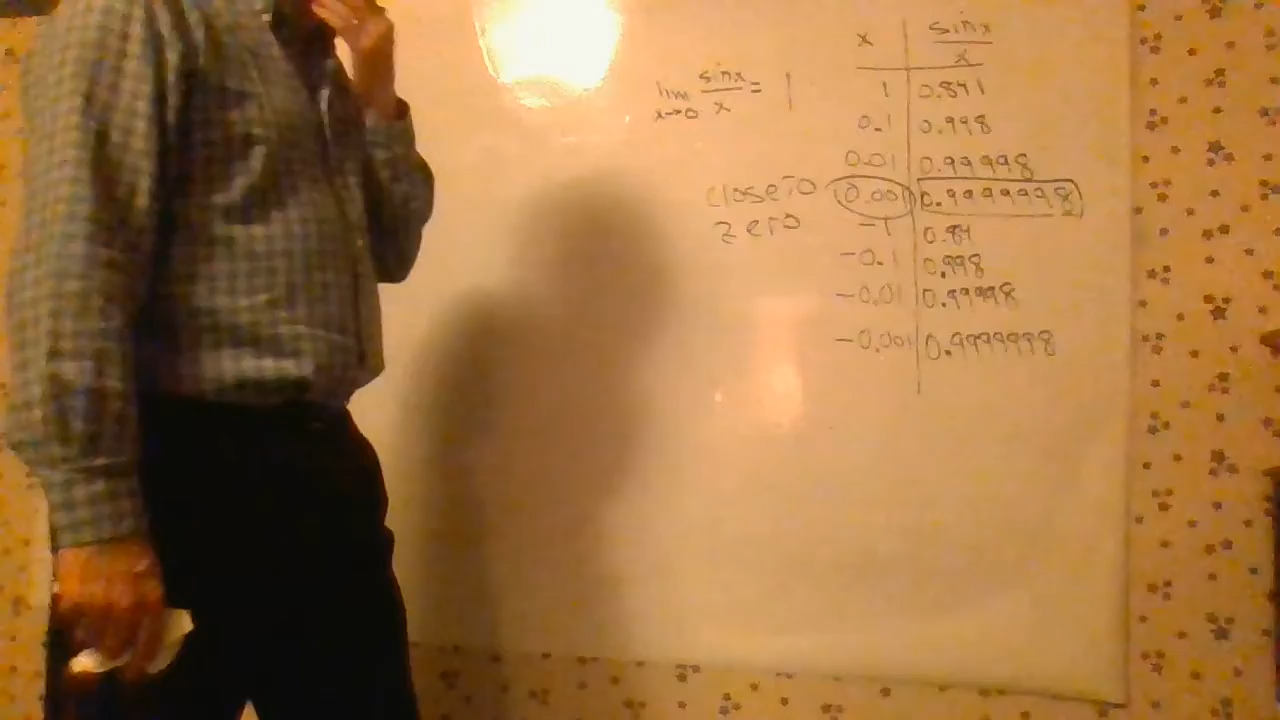 lim x→0 sinx/x = 1
x | sinx/x
1 | 0.841
0.1 | 0.998
0.01 | 0.99998
close to zero
0.001 | 0.9999998
-1 | 0.84
-0.1 | 0.998
-0.01 | 0.99998
-0.001 | 0.9999998